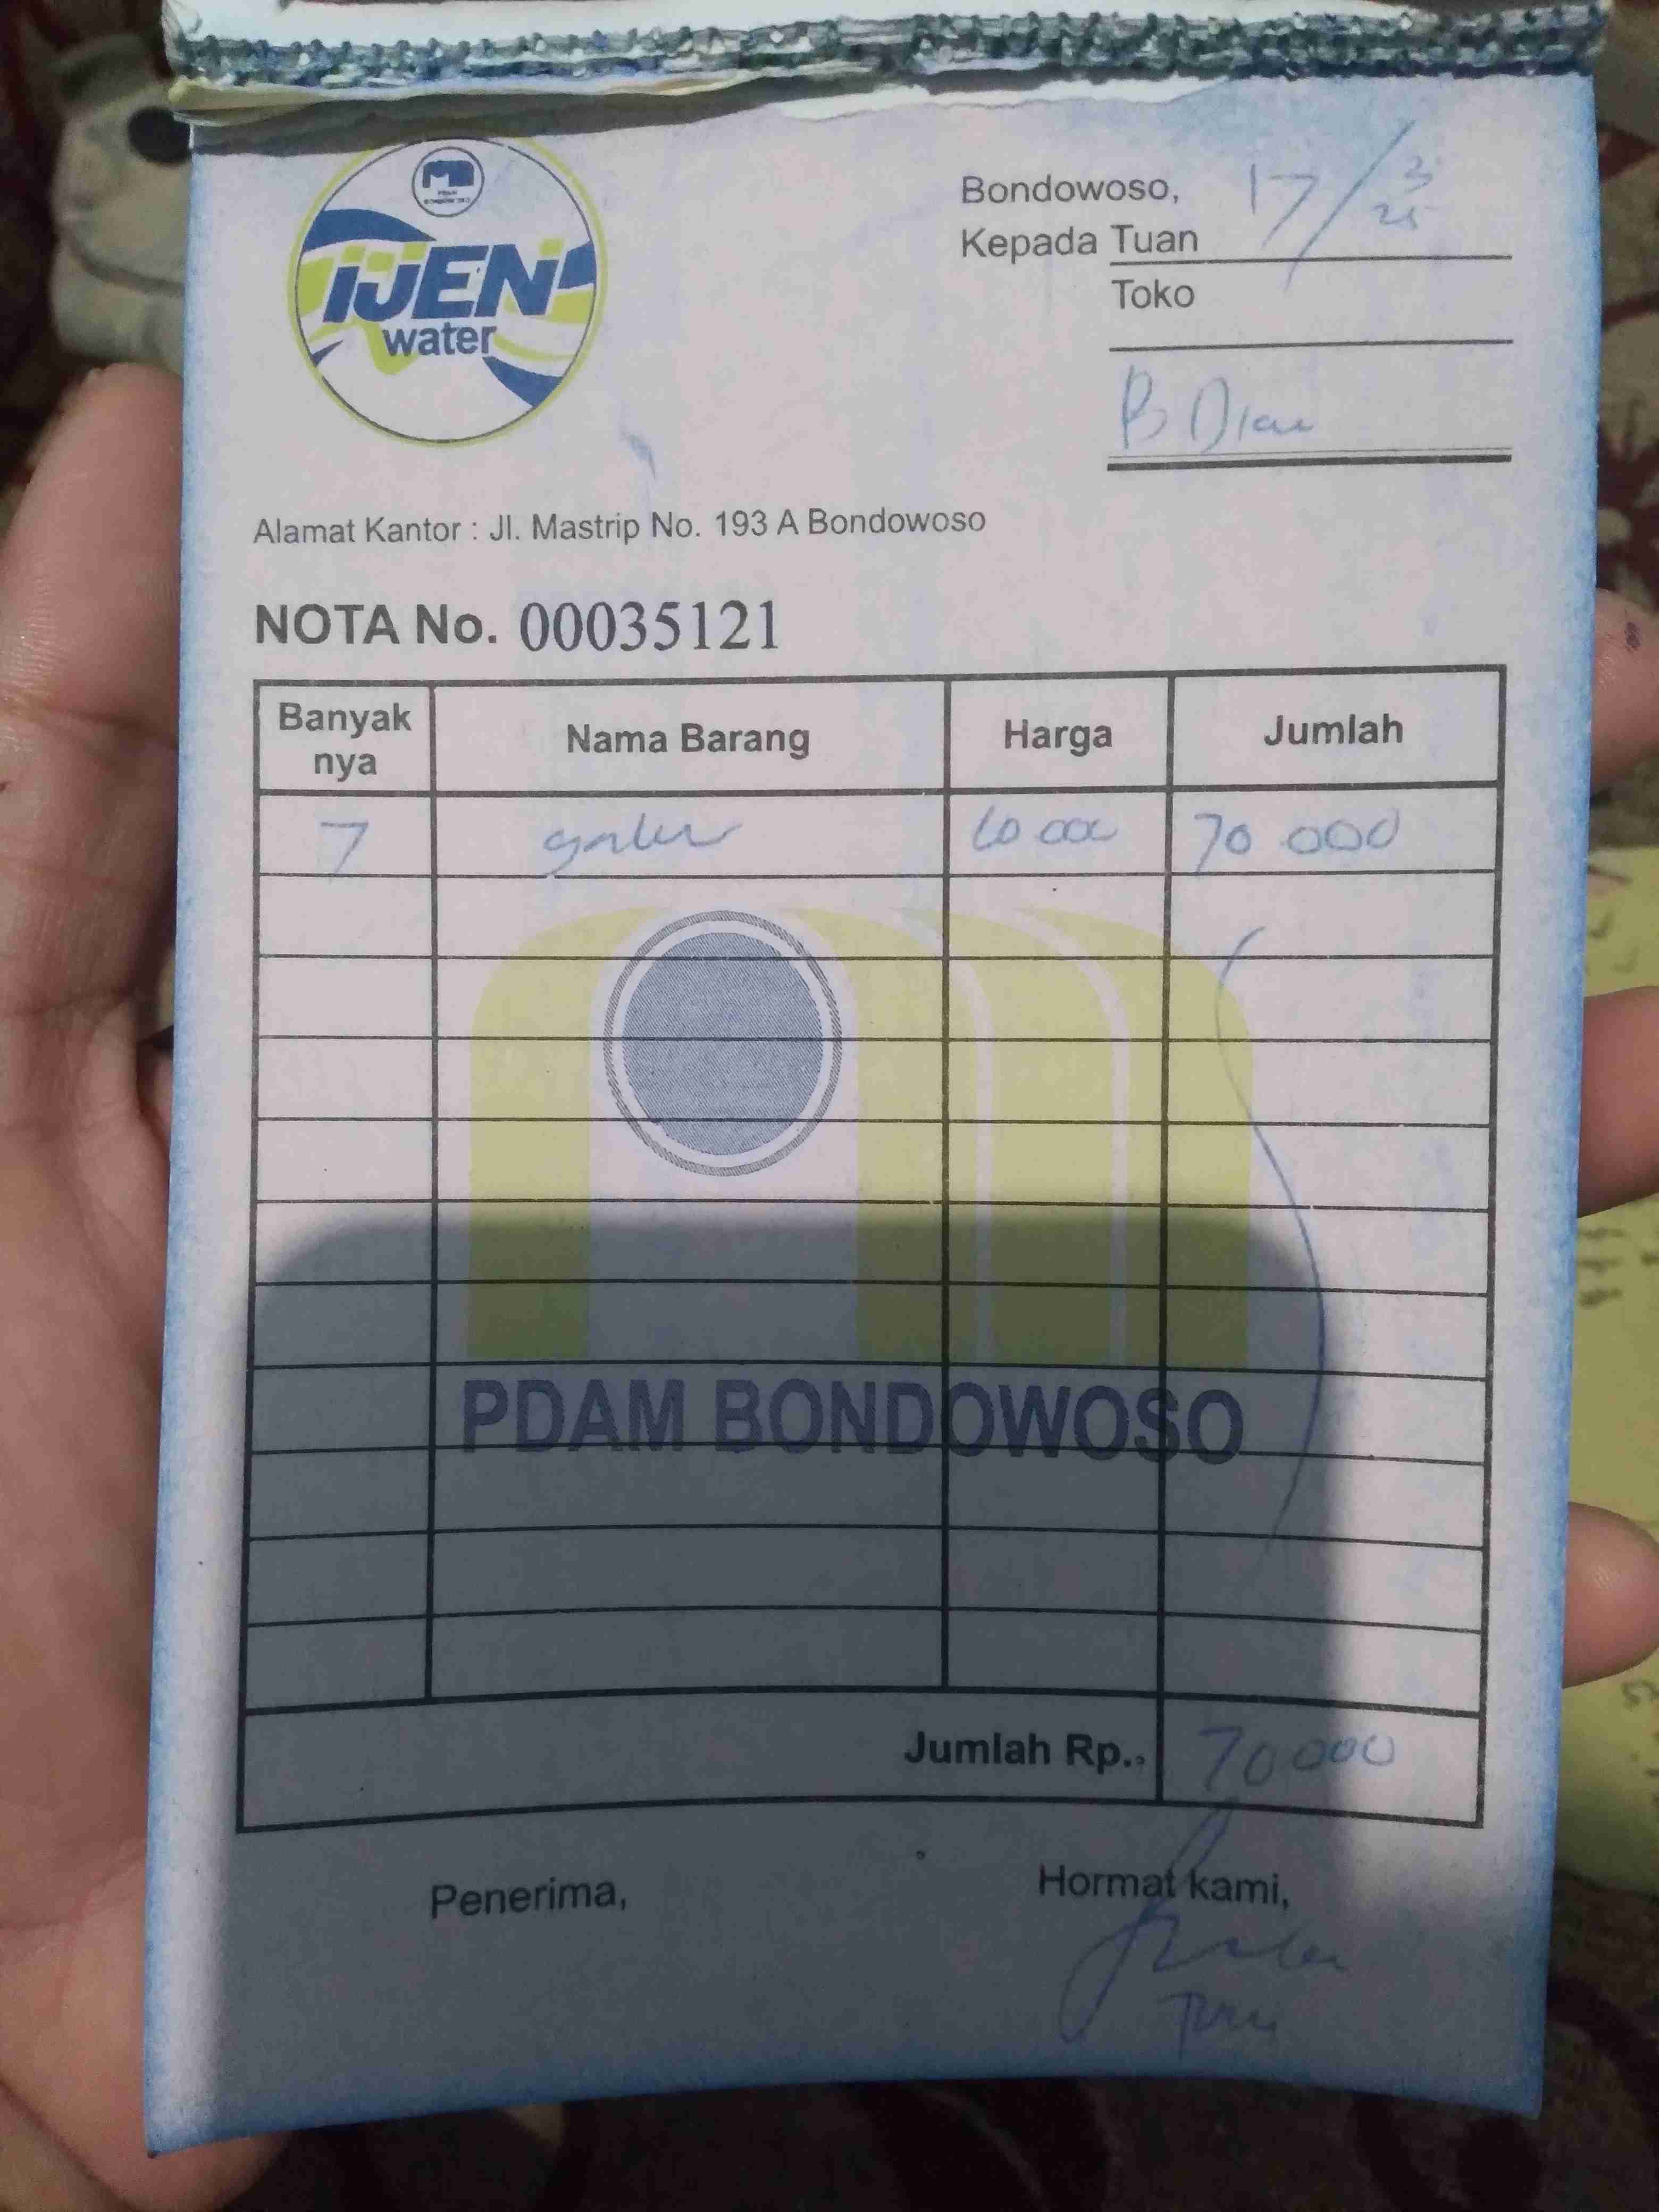 IJEN
water
Bondowoso, 17/3 25
Kepada Tuan
Toko
B Dian
Alamat Kantor : Jl. Mastrip No. 193 A Bondowoso
NOTA No. 00035121
Banyak nya Nama Barang Harga Jumlah
7 galon 10 000 70 000
PDAM BONDOWOSO
Jumlah Rp.. 70 000
Penerima, Hormat kami,